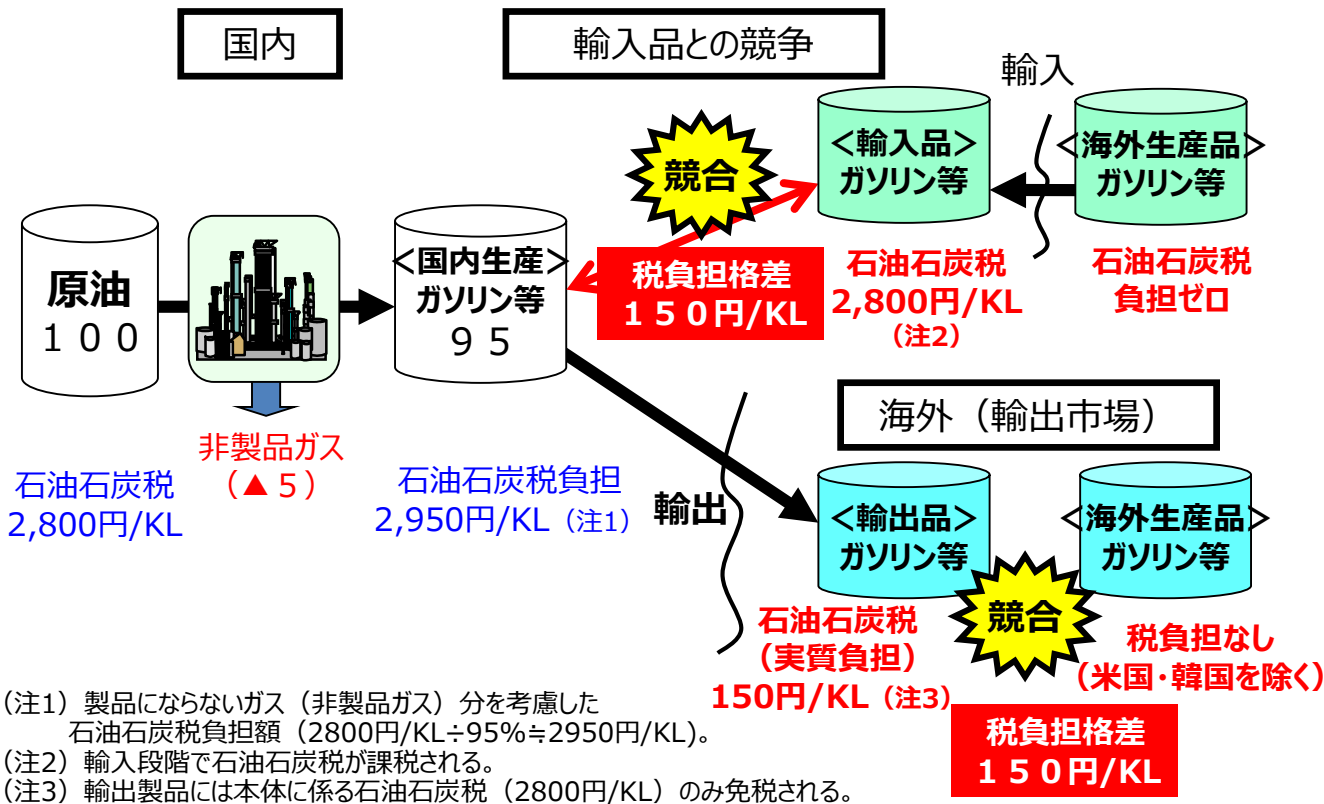 国内
輸入品との競争
輸入
<輸入品>
ガソリン等
<海外生産品>
ガソリン等
競合
原油
100
<国内生産>
ガソリン等
95
税負担格差
150円/KL
石油石炭税
2,800円/KL
(注2)
石油石炭税
負担ゼロ
非製品ガス
(▲5)
石油石炭税
2,800円/KL
石油石炭税負担
2,950円/KL(注1)
輸出
海外(輸出市場)
<輸出品>
ガソリン等
<海外生産品>
ガソリン等
競合
石油石炭税
(実質負担)
150円/KL(注3)
税負担なし
(米国・韓国を除く)
税負担格差
150円/KL
(注1)製品にならないガス(非製品ガス)分を考慮した
石油石炭税負担額(2800円/KL÷95%≒2950円/KL)。
(注2)輸入段階で石油石炭税が課税される。
(注3)輸出製品には本体に係る石油石炭税(2800円/KL)のみ免税される。